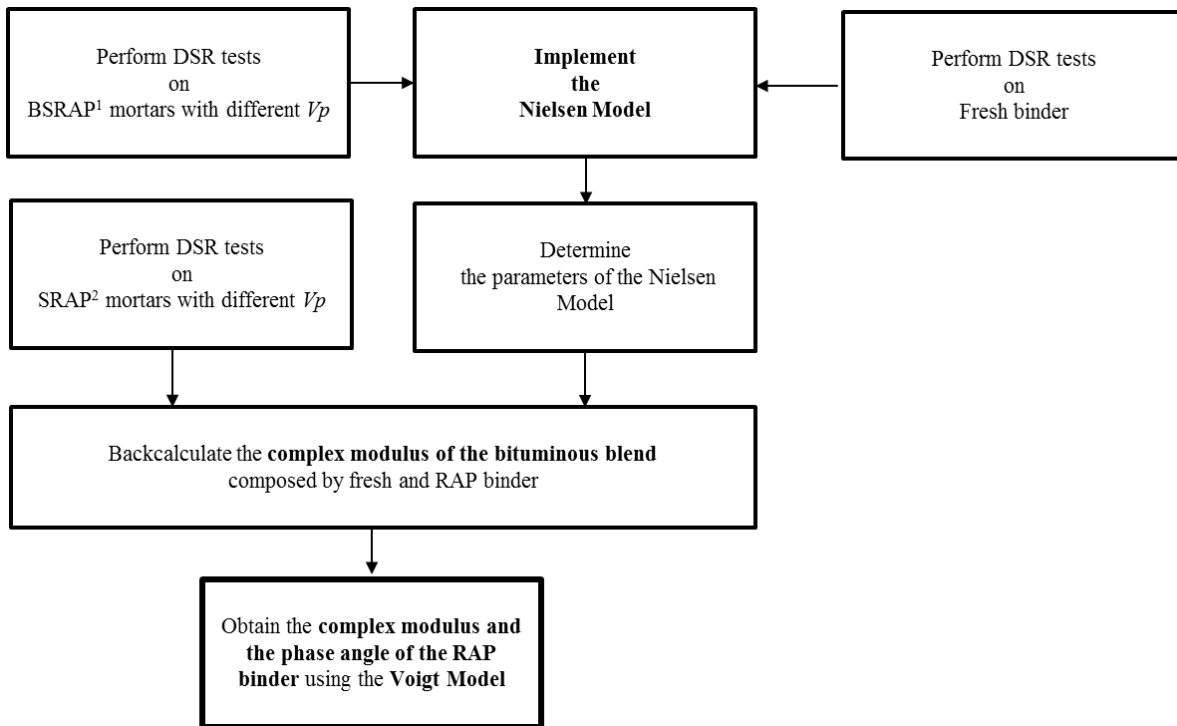 Perform DSR tests
on
BSRAP¹ mortars with different Vp
Implement
the
Nielsen Model
Perform DSR tests
on
Fresh binder
Perform DSR tests
on
SRAP² mortars with different Vp
Determine
the parameters of the Nielsen
Model
Backcalculate the complex modulus of the bituminous blend
composed by fresh and RAP binder
Obtain the complex modulus and
the phase angle of the RAP
binder using the Voigt Model